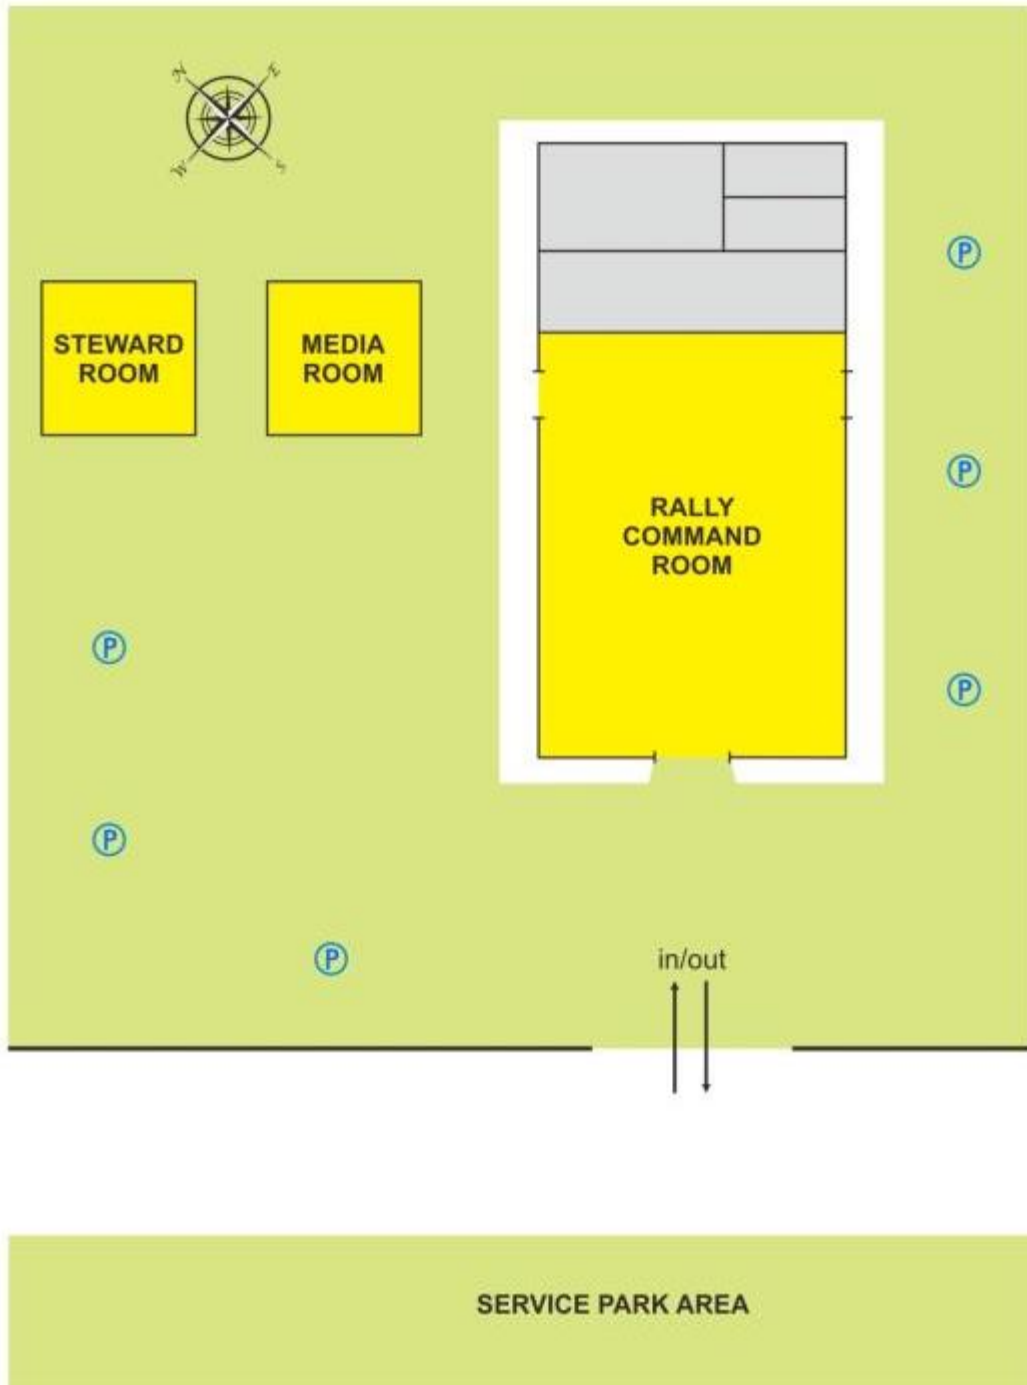 N E
W S
P
STEWARD
ROOM
MEDIA
ROOM
P
RALLY
COMMAND
ROOM
P
P
P
P
in/out
SERVICE PARK AREA